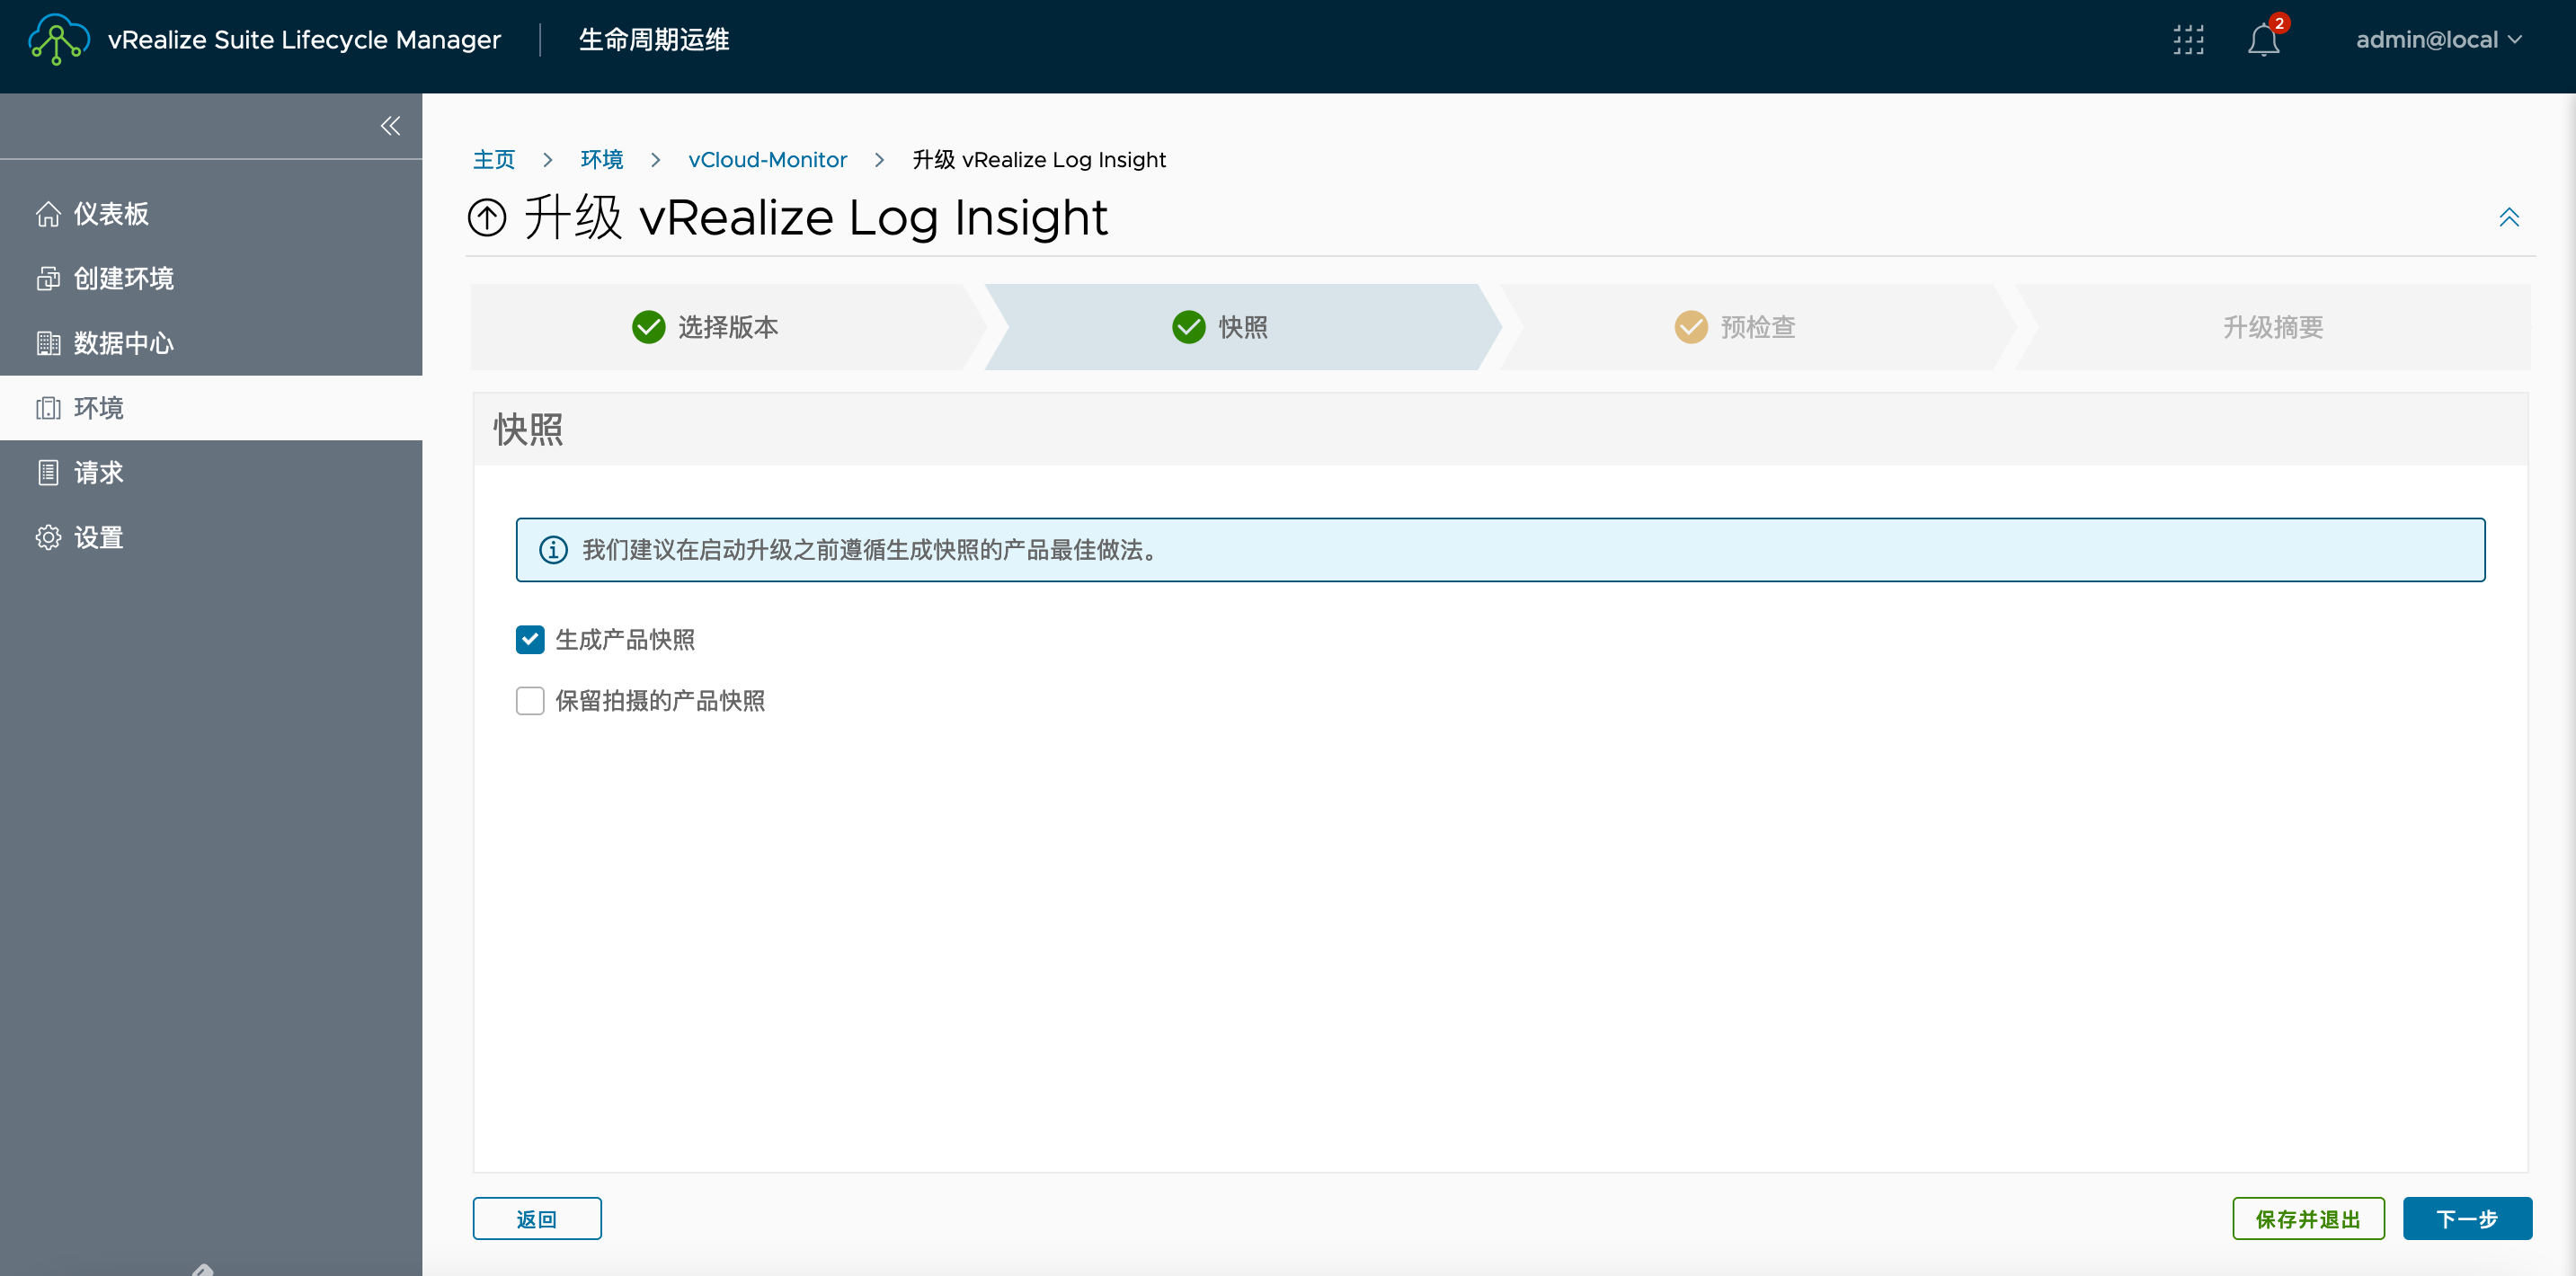 vRealize Suite Lifecycle Manager 生命周期运维 2 admin@local
仪表板
创建环境
数据中心
环境
请求
设置
主页 > 环境 > vCloud-Monitor > 升级 vRealize Log Insight
升级 vRealize Log Insight
选择版本 快照 预检查 升级摘要
快照
我们建议在启动升级之前遵循生成快照的产品最佳做法。
生成产品快照
保留拍摄的产品快照
返回 保存并退出 下一步